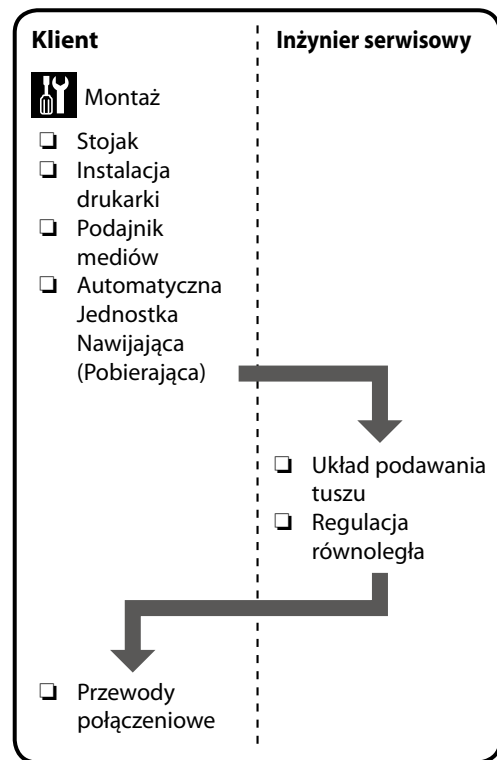 Klient
Inżynier serwisowy
Montaż
❏ Stojak
❏ Instalacja
drukarki
❏ Podajnik
mediów
❏ Automatyczna
Jednostka
Nawijająca
(Pobierająca)
❏ Układ podawania
tuszu
❏ Regulacja
równoległa
❏ Przewody
połączeniowe